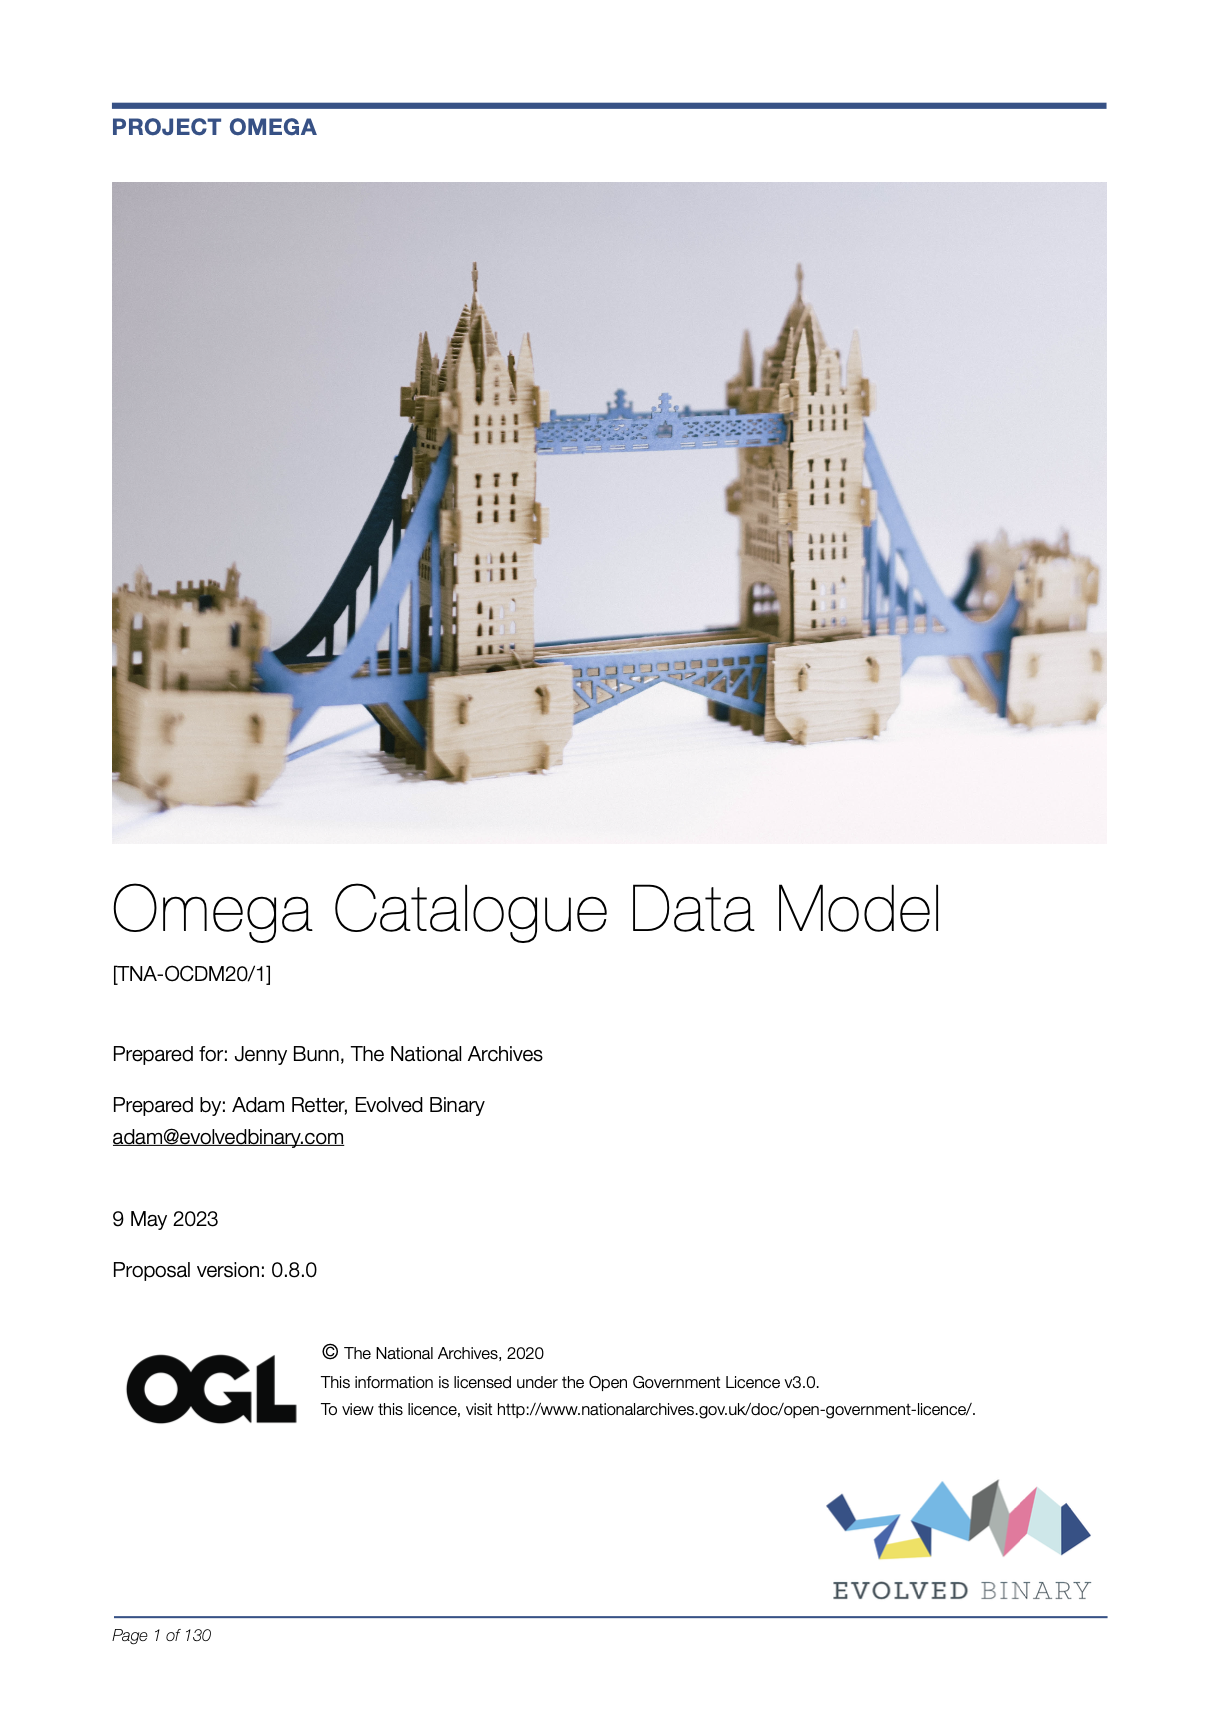 PROJECT OMEGA
Omega Catalogue Data Model
[TNA-OCDM20/1]
Prepared for: Jenny Bunn, The National Archives
Prepared by: Adam Retter, Evolved Binary
adam@evolvedbinary.com
9 May 2023
Proposal version: 0.8.0
OGL
© The National Archives, 2020
This information is licensed under the Open Government Licence v3.0.
To view this licence, visit http://www.nationalarchives.gov.uk/doc/open-government-licence/.
EVOLVED BINARY
Page 1 of 130